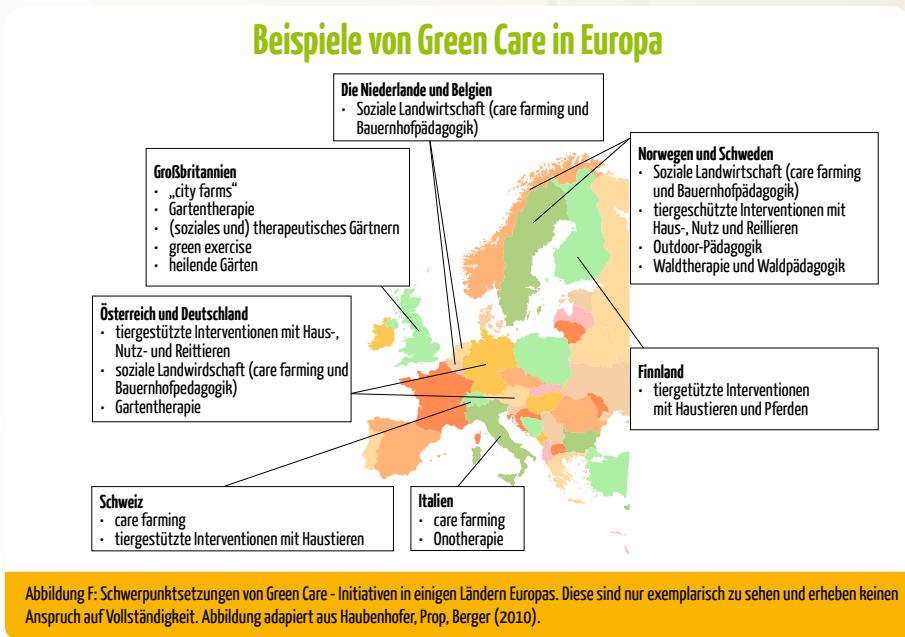 Beispiele von Green Care in Europa
Die Niederlande und Belgien
· Soziale Landwirtschaft (care farming und
Bauernhofpädagogik)
Großbritannien
· „city farms“
· Gartentherapie
· (soziales und) therapeutisches Gärtnern
· green exercise
· heilende Gärten
Norwegen und Schweden
· Soziale Landwirtschaft (care farming
und Bauernhofpädagogik)
· tiergeschützte Interventionen mit
Haus-, Nutz und Reillieren
· Outdoor-Pädagogik
· Waldtherapie und Waldpädagogik
Österreich und Deutschland
· tiergestützte Interventionen mit Haus-,
Nutz- und Reittieren
· soziale Landwirdschaft (care farming und
Bauernhofpedagogik)
· Gartentherapie
Finnland
· tiergetützte Interventionen
mit Haustieren und Pferden
Schweiz
· care farming
· tiergestützte Interventionen mit Haustieren
Italien
· care farming
· Onotherapie
Abbildung F: Schwerpunktsetzungen von Green Care - Initiativen in einigen Ländern Europas. Diese sind nur exemplarisch zu sehen und erheben keinen
Anspruch auf Vollständigkeit. Abbildung adapiert aus Haubenhofer, Prop, Berger (2010).